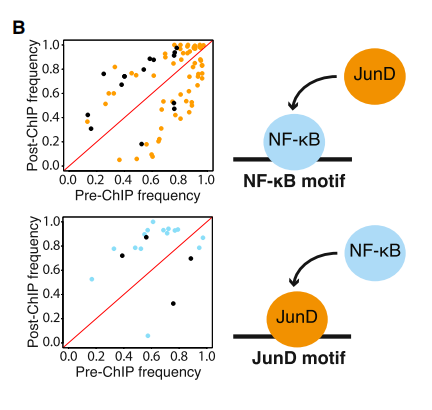 B
Post-ChIP frequency
1.0
0.8
0.6
0.4
0.2
0.0
0.0 0.2 0.4 0.6 0.8 1.0
Pre-ChIP frequency
JunD
NF-κB
NF-κB motif
Post-ChIP frequency
1.0
0.8
0.6
0.4
0.2
0.0
0.0 0.2 0.4 0.6 0.8 1.0
Pre-ChIP frequency
NF-κB
JunD
JunD motif